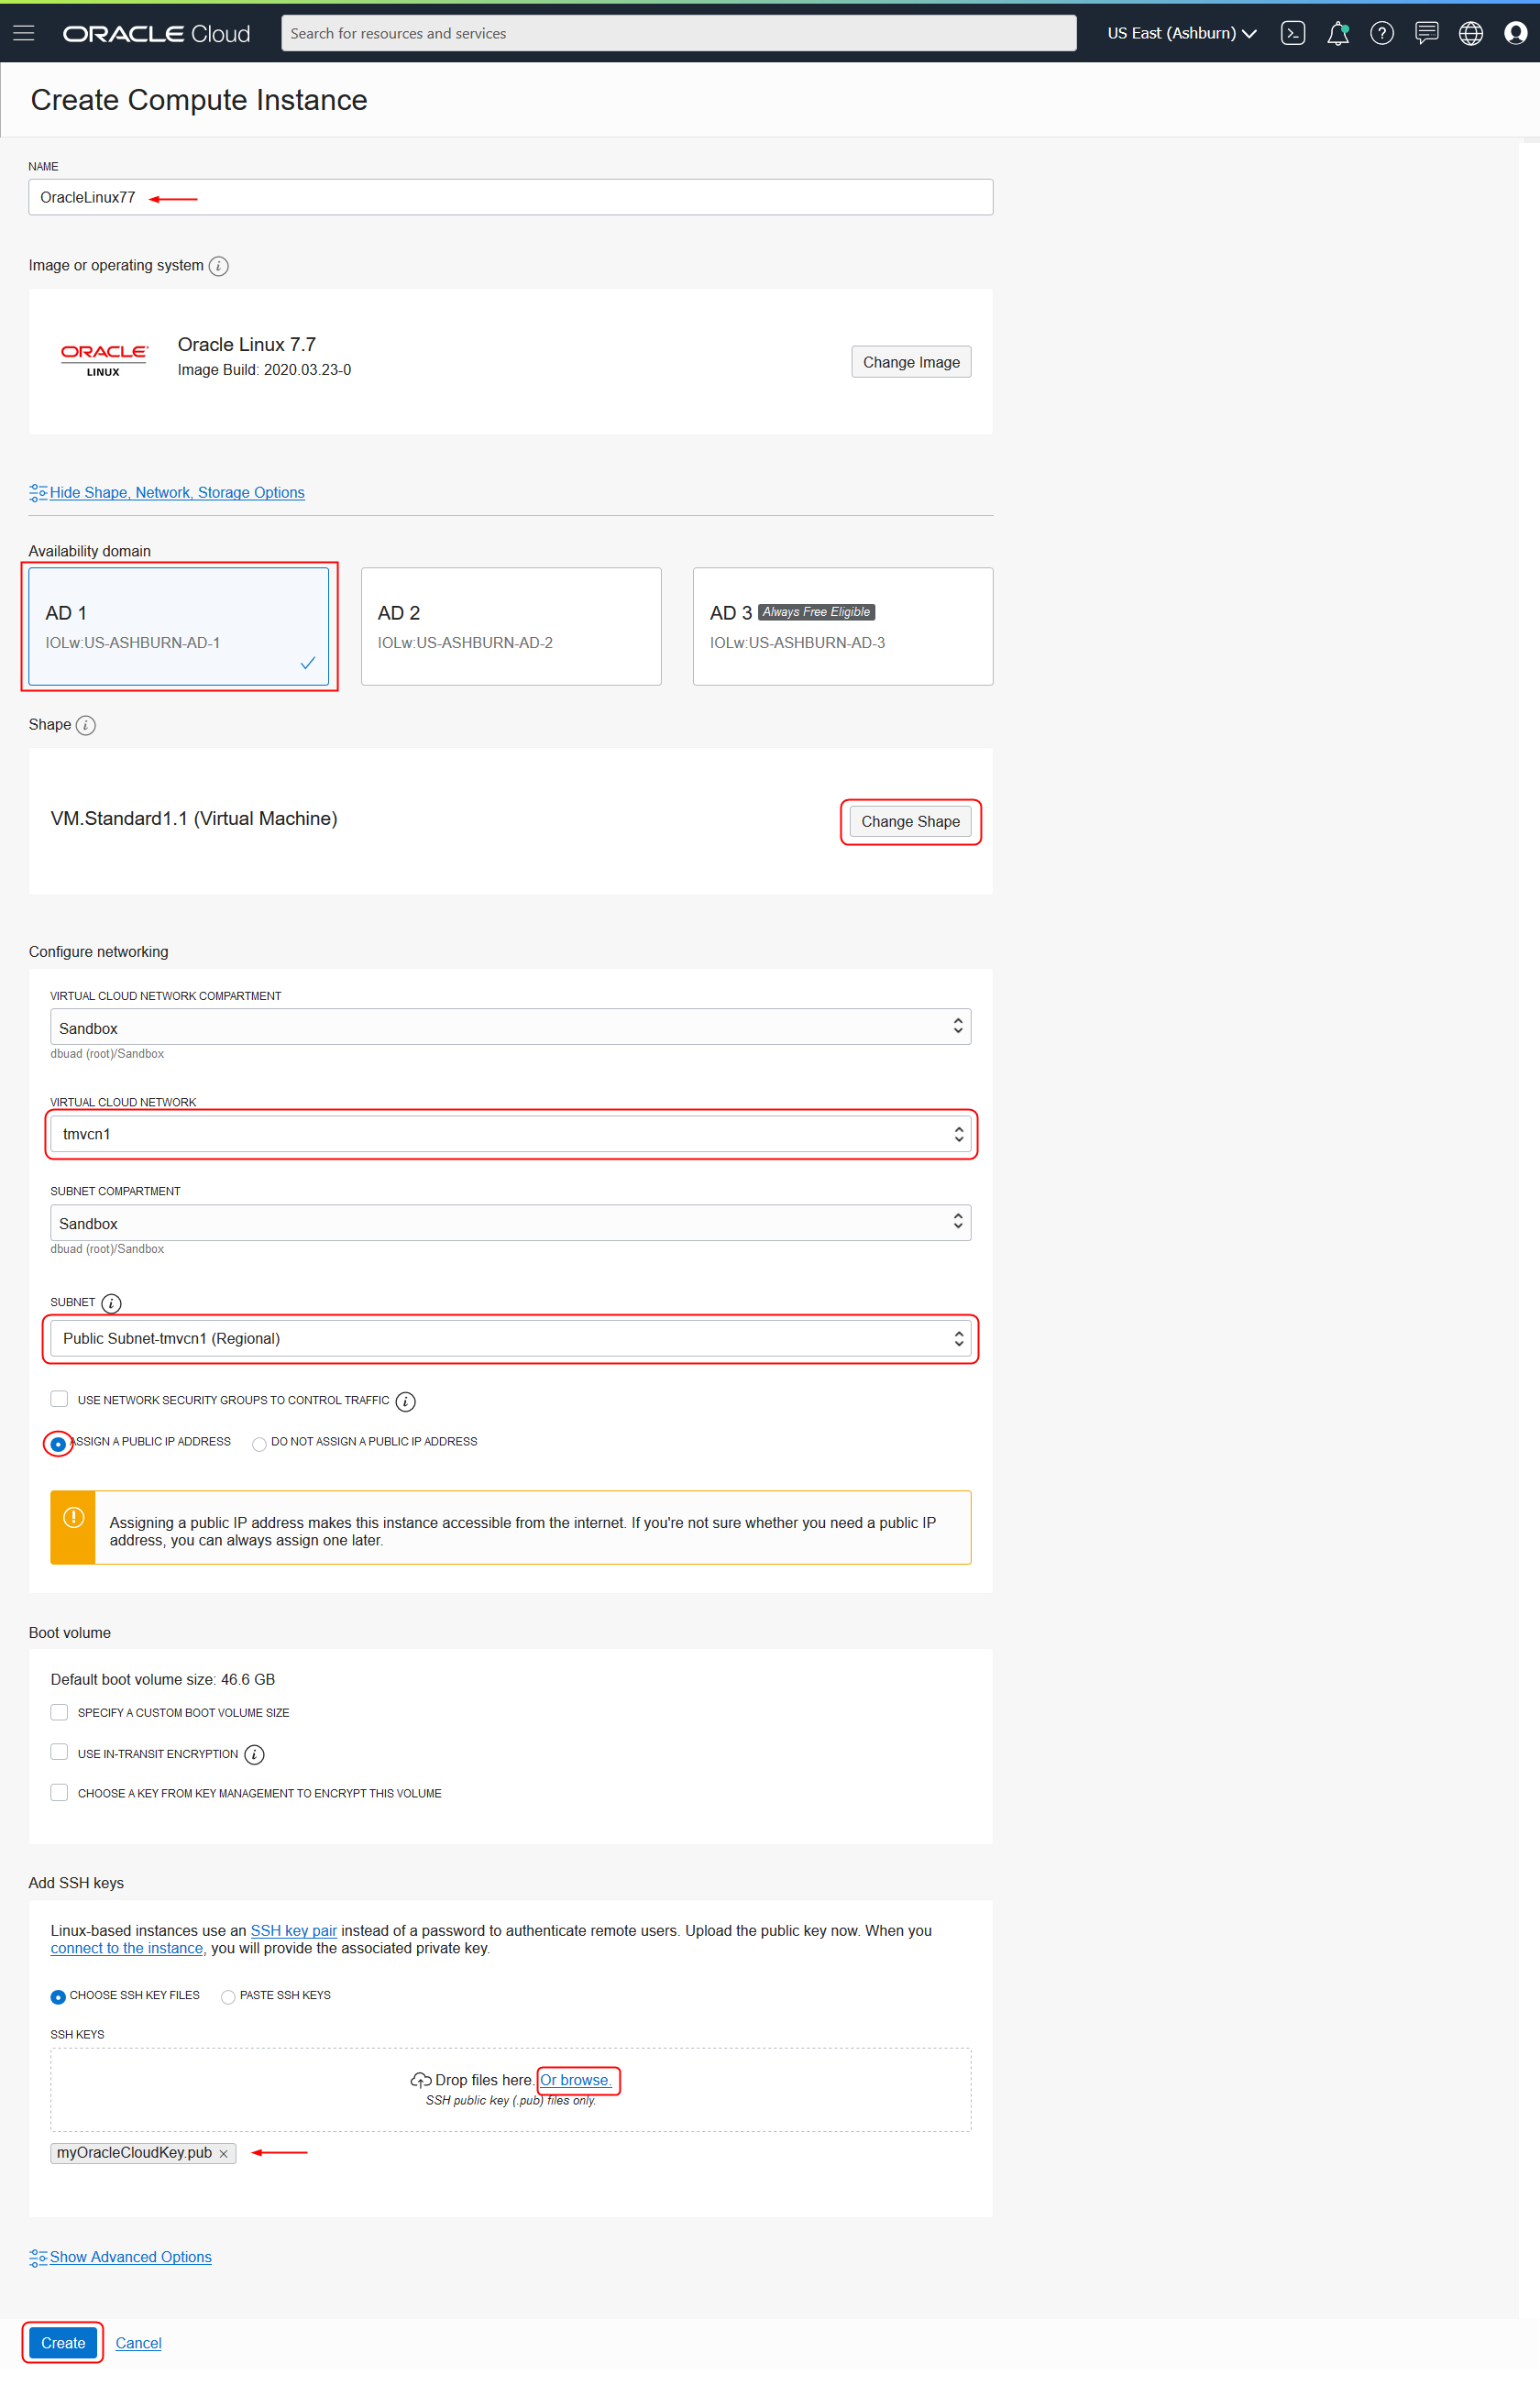 ORACLE Cloud
Search for resources and services
US East (Ashburn)
Create Compute Instance
NAME
OracleLinux77
Image or operating system
ORACLE
LINUX
Oracle Linux 7.7
Image Build: 2020.03.23-0
Change Image
Hide Shape, Network, Storage Options
Availability domain
AD 1
IOLw:US-ASHBURN-AD-1
AD 2
IOLw:US-ASHBURN-AD-2
AD 3 Always Free Eligible
IOLw:US-ASHBURN-AD-3
Shape
VM.Standard1.1 (Virtual Machine)
Change Shape
Configure networking
VIRTUAL CLOUD NETWORK COMPARTMENT
Sandbox
dbuad (root)/Sandbox
VIRTUAL CLOUD NETWORK
tmvcn1
SUBNET COMPARTMENT
Sandbox
dbuad (root)/Sandbox
SUBNET
Public Subnet-tmvcn1 (Regional)
USE NETWORK SECURITY GROUPS TO CONTROL TRAFFIC
ASSIGN A PUBLIC IP ADDRESS DO NOT ASSIGN A PUBLIC IP ADDRESS
Assigning a public IP address makes this instance accessible from the internet. If you're not sure whether you need a public IP
address, you can always assign one later.
Boot volume
Default boot volume size: 46.6 GB
SPECIFY A CUSTOM BOOT VOLUME SIZE
USE IN-TRANSIT ENCRYPTION
CHOOSE A KEY FROM KEY MANAGEMENT TO ENCRYPT THIS VOLUME
Add SSH keys
Linux-based instances use an SSH key pair instead of a password to authenticate remote users. Upload the public key now. When you
connect to the instance, you will provide the associated private key.
CHOOSE SSH KEY FILES PASTE SSH KEYS
SSH KEYS
Drop files here. Or browse.
SSH public key (.pub) files only.
myOracleCloudKey.pub ×
Show Advanced Options
Create Cancel